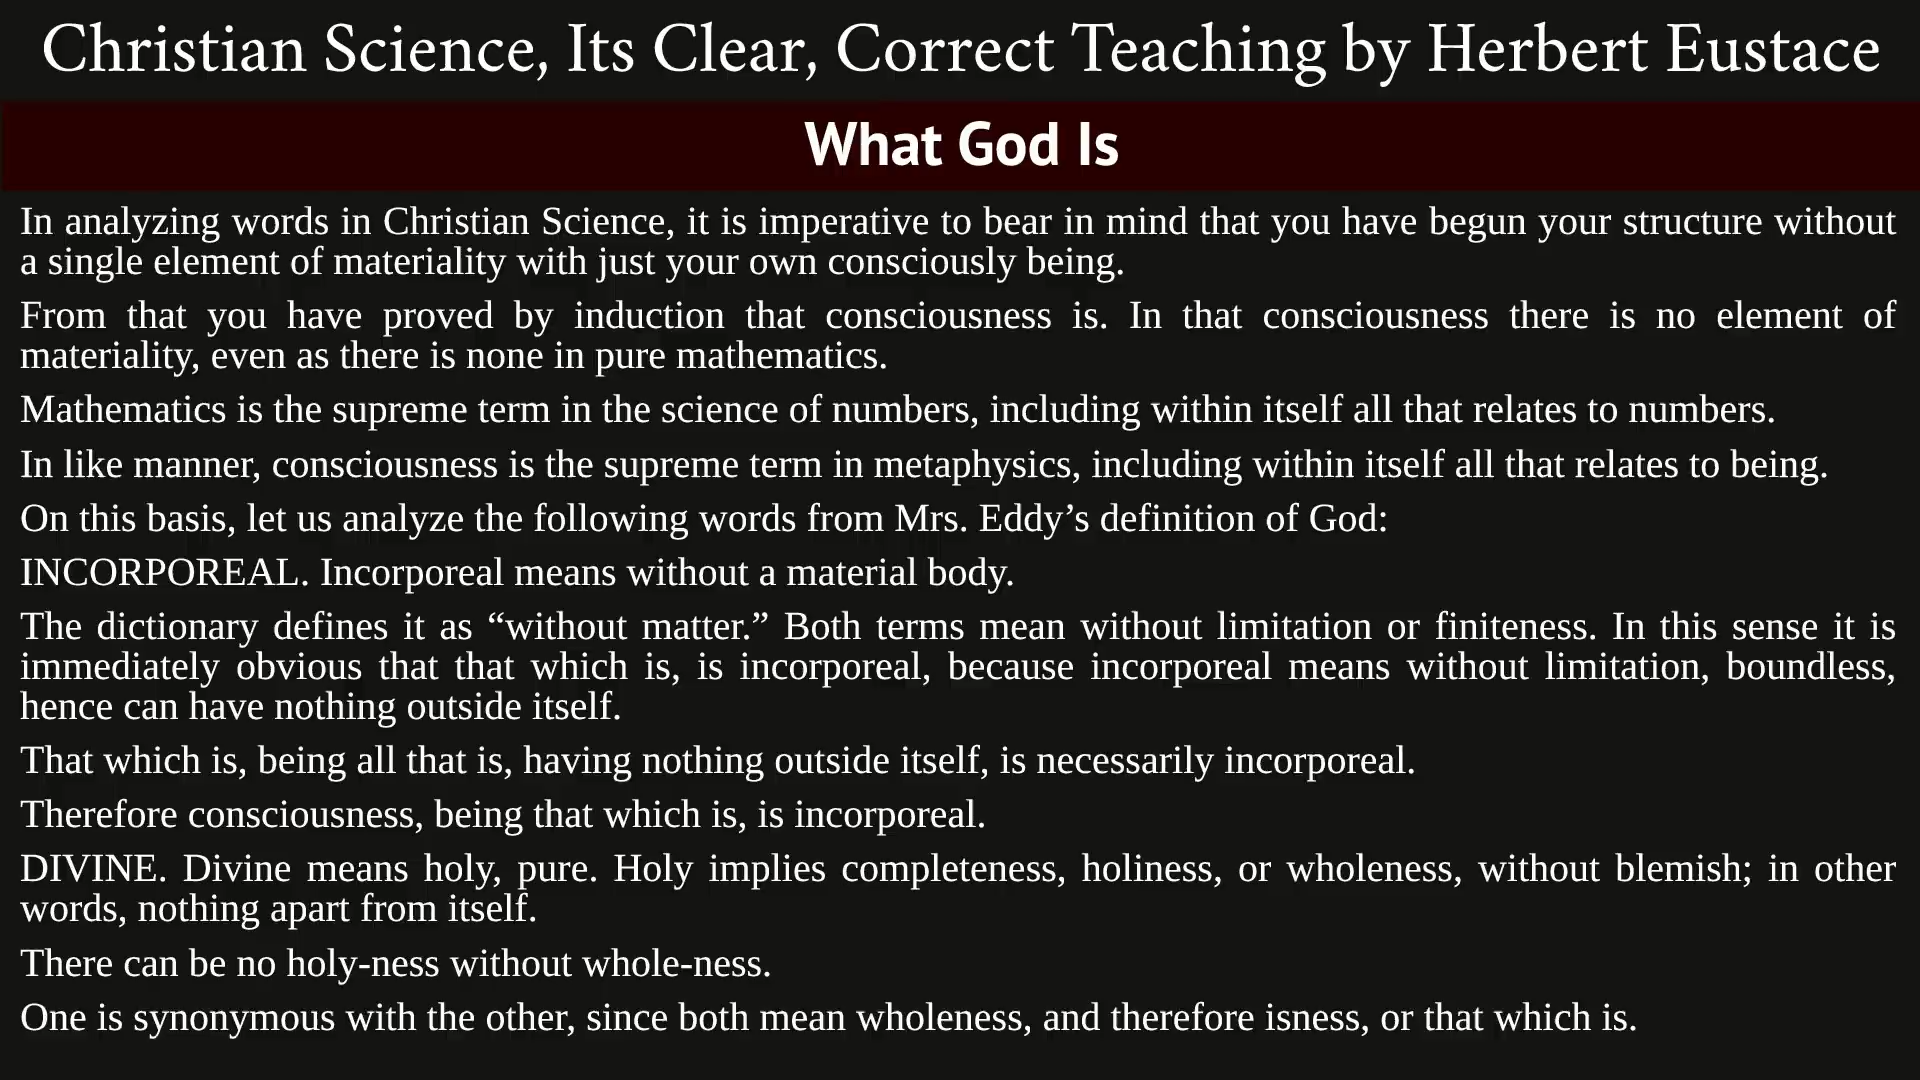 Christian Science, Its Clear, Correct Teaching by Herbert Eustace
What God Is
In analyzing words in Christian Science, it is imperative to bear in mind that you have begun your structure without
a single element of materiality with just your own consciously being.
From that you have proved by induction that consciousness is. In that consciousness there is no element of
materiality, even as there is none in pure mathematics.
Mathematics is the supreme term in the science of numbers, including within itself all that relates to numbers.
In like manner, consciousness is the supreme term in metaphysics, including within itself all that relates to being.
On this basis, let us analyze the following words from Mrs. Eddy’s definition of God:
INCORPOREAL. Incorporeal means without a material body.
The dictionary defines it as “without matter.” Both terms mean without limitation or finiteness. In this sense it is
immediately obvious that that which is, is incorporeal, because incorporeal means without limitation, boundless,
hence can have nothing outside itself.
That which is, being all that is, having nothing outside itself, is necessarily incorporeal.
Therefore consciousness, being that which is, is incorporeal.
DIVINE. Divine means holy, pure. Holy implies completeness, holiness, or wholeness, without blemish; in other
words, nothing apart from itself.
There can be no holy-ness without whole-ness.
One is synonymous with the other, since both mean wholeness, and therefore isness, or that which is.